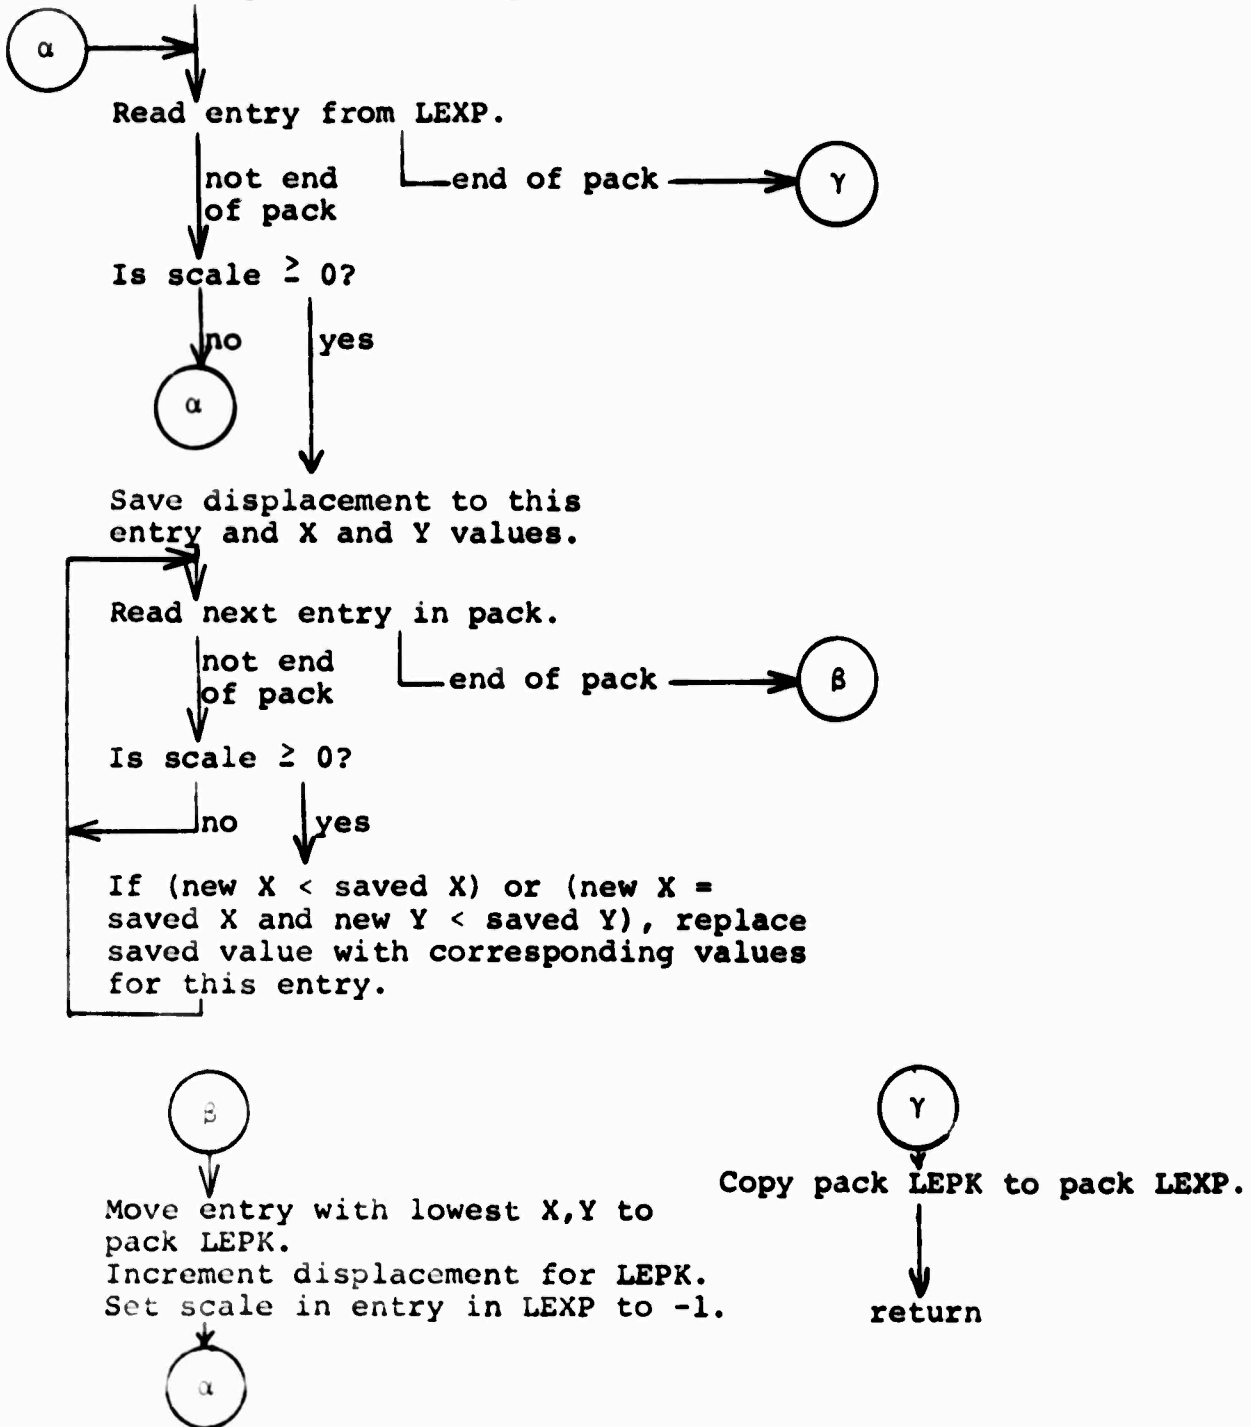 α
Read entry from LEXP.
not end
of pack
end of pack
γ
Is scale ≥ 0?
no
yes
α
Save displacement to this
entry and X and Y values.
Read next entry in pack.
not end
of pack
end of pack
β
Is scale ≥ 0?
no
yes
If (new X < saved X) or (new X =
saved X and new Y < saved Y), replace
saved value with corresponding values
for this entry.
β
Move entry with lowest X,Y to
pack LEPK.
Increment displacement for LEPK.
Set scale in entry in LEXP to -1.
α
γ
Copy pack LEPK to pack LEXP.
return